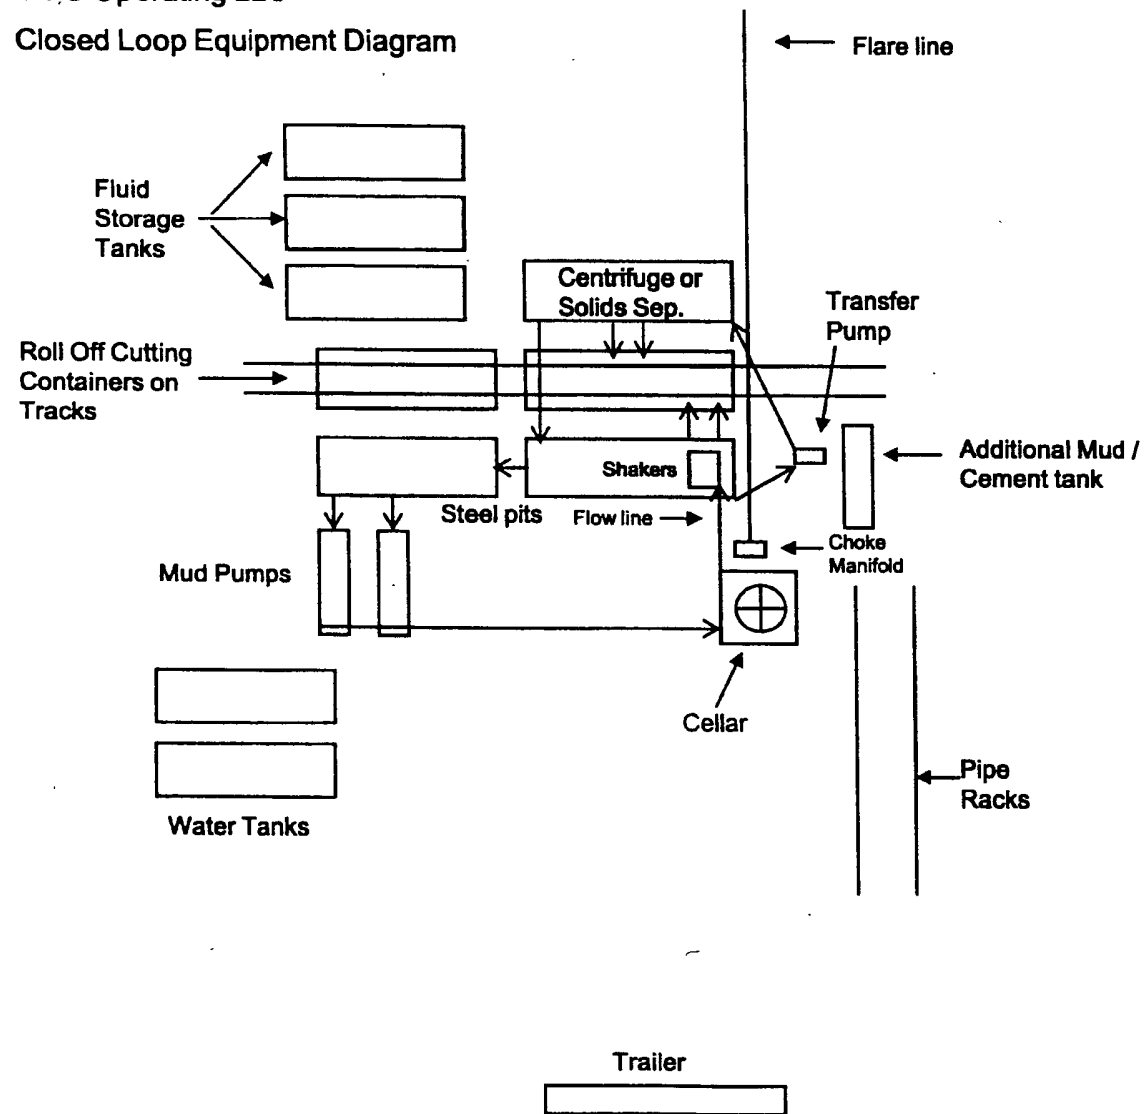 Operating LLC
Closed Loop Equipment Diagram
Flare line
Fluid
Storage
Tanks
Centrifuge or
Solids Sep.
Transfer
Pump
Roll Off Cutting
Containers on
Tracks
Additional Mud /
Cement tank
Shakers
Steel pits
Flow line
Choke
Manifold
Mud Pumps
Cellar
Pipe
Racks
Water Tanks
Trailer